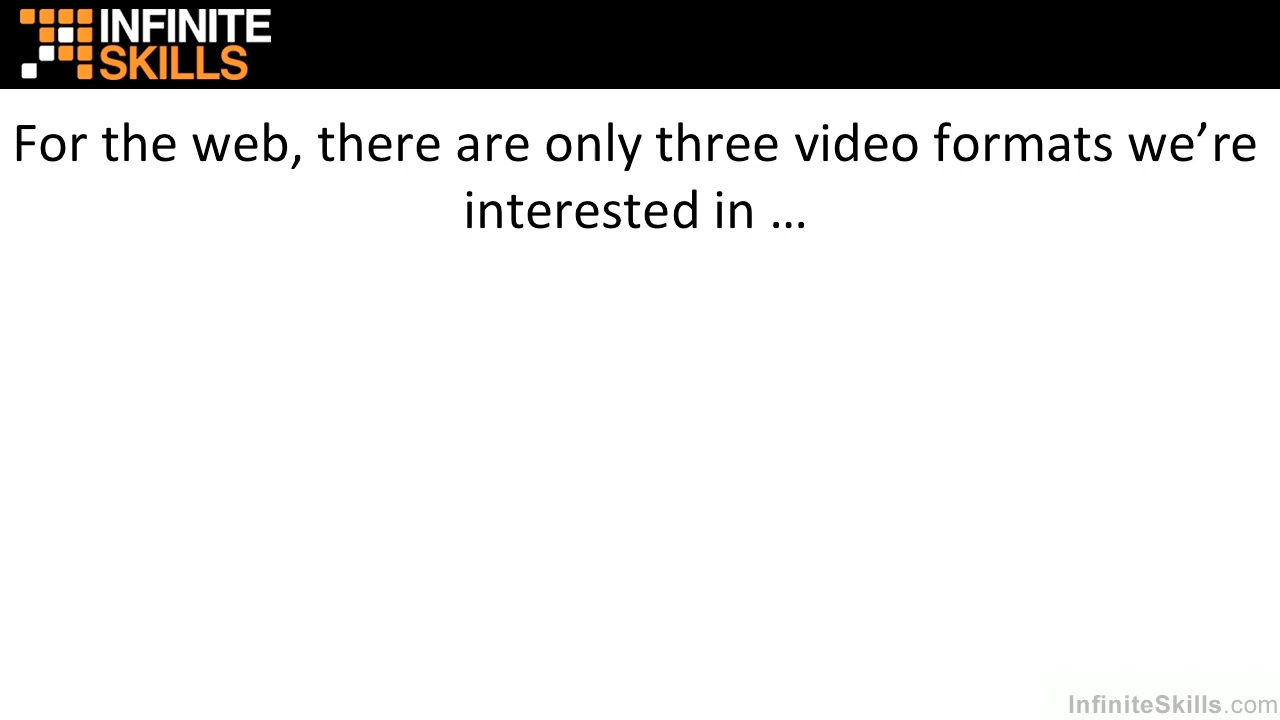 INFINITE
SKILLS
For the web, there are only three video formats we’re
interested in …
InfiniteSkills.com